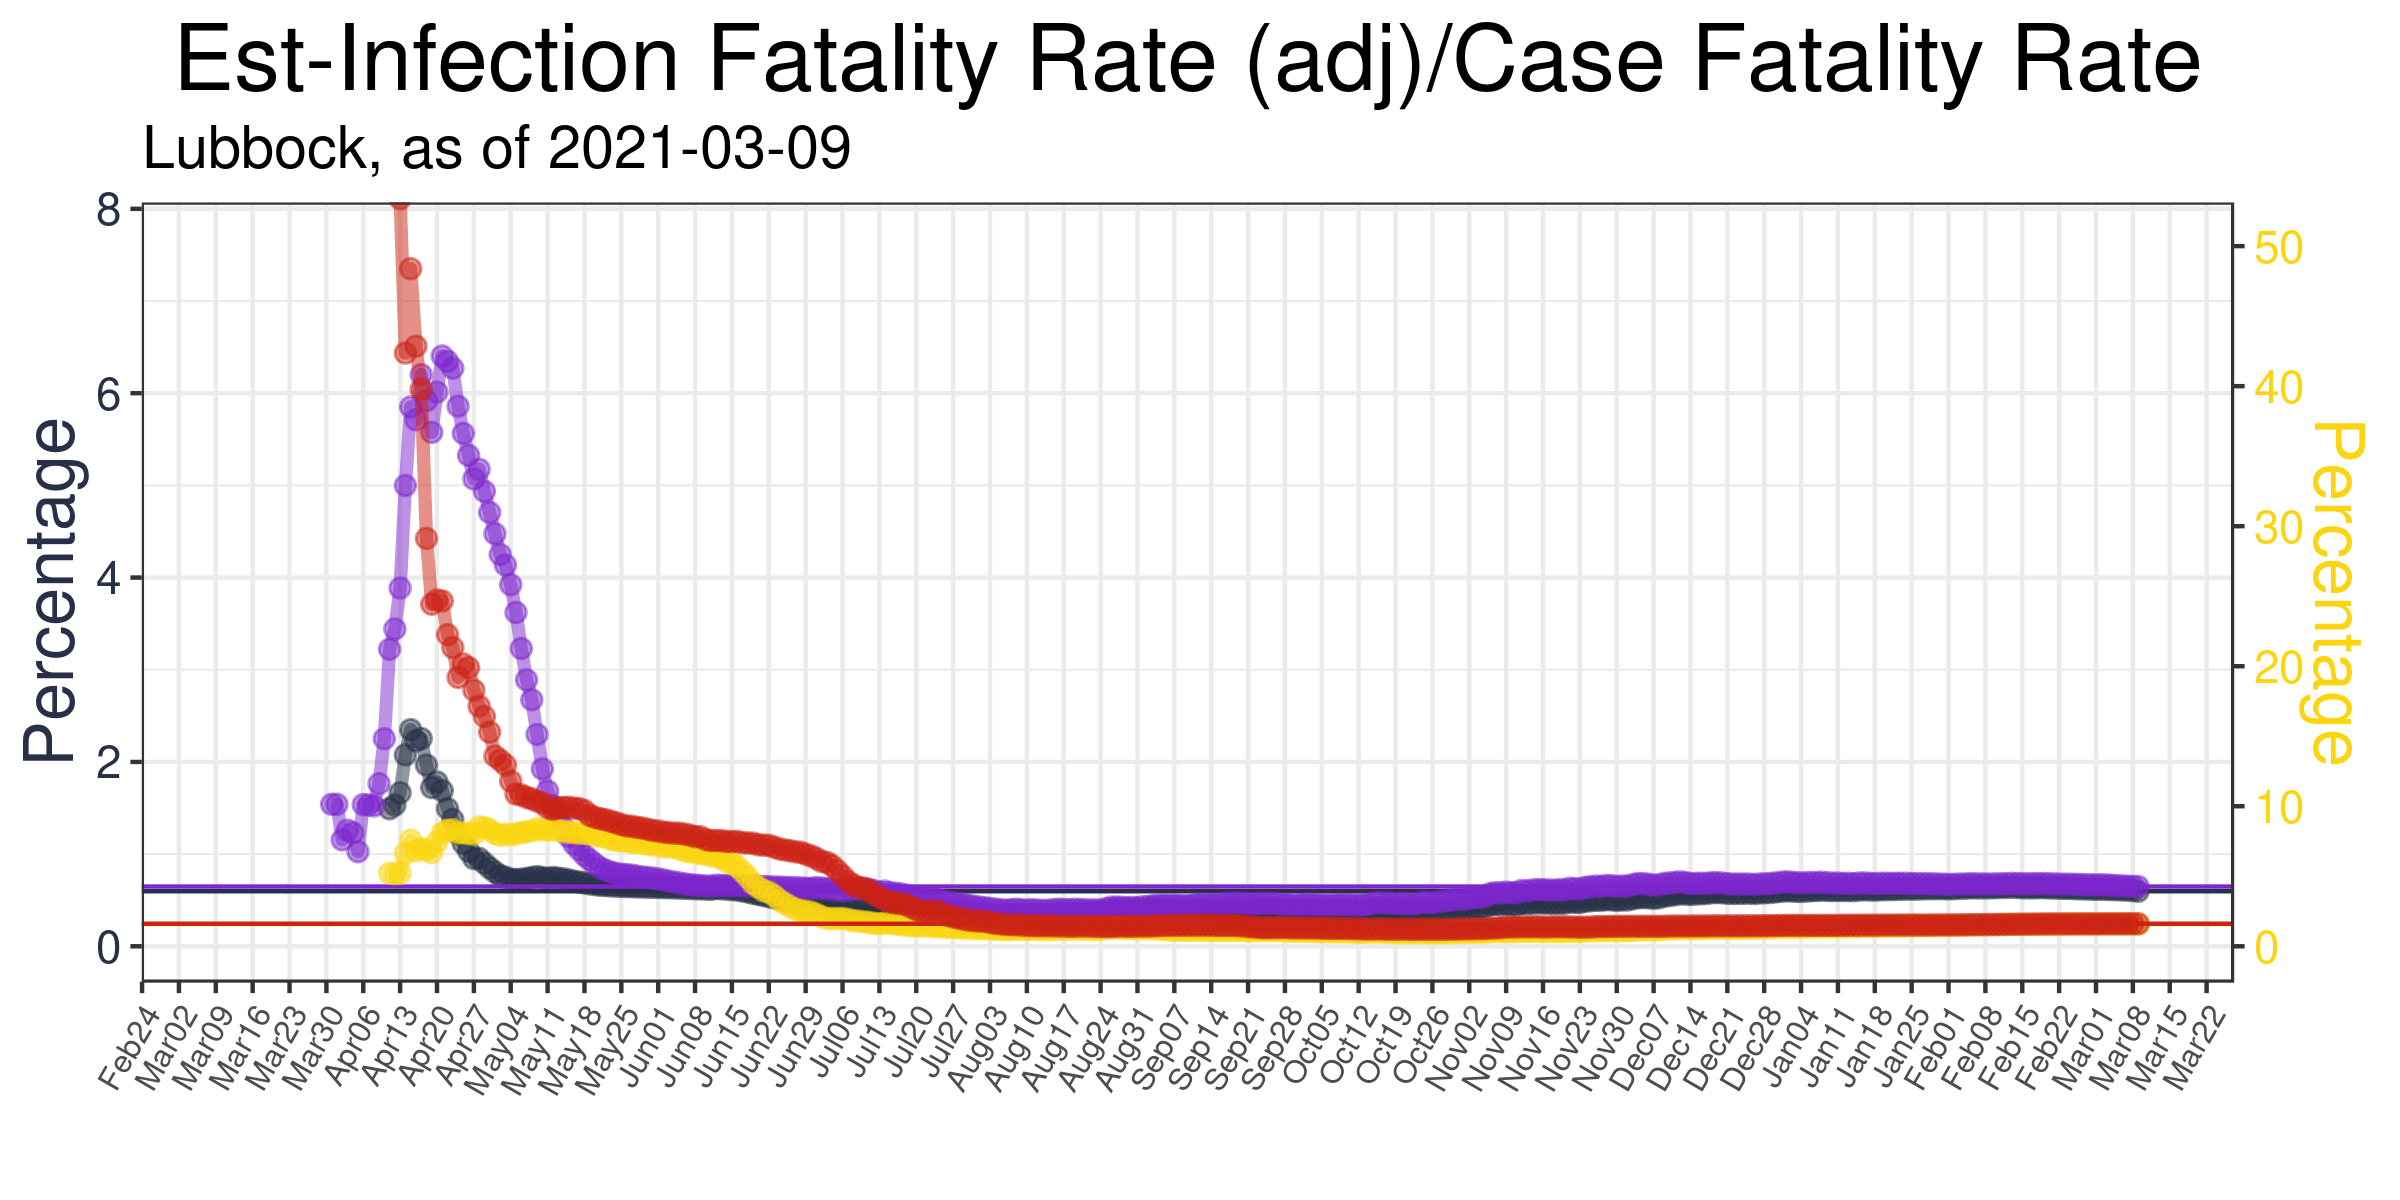 Est-Infection Fatality Rate (adj)/Case Fatality Rate
Lubbock, as of 2021-03-09
Percentage
8
6
4
2
0
50
40
30
20
10
0
Percentage
Feb24
Mar02
Mar09
Mar16
Mar23
Mar30
Apr06
Apr13
Apr20
Apr27
May04
May11
May18
May25
Jun01
Jun08
Jun15
Jun22
Jun29
Jul06
Jul13
Jul20
Jul27
Aug03
Aug10
Aug17
Aug24
Aug31
Sep07
Sep14
Sep21
Sep28
Oct05
Oct12
Oct19
Oct26
Nov02
Nov09
Nov16
Nov23
Nov30
Dec07
Dec14
Dec21
Dec28
Jan04
Jan11
Jan18
Jan25
Feb01
Feb08
Feb15
Feb22
Mar01
Mar08
Mar15
Mar22